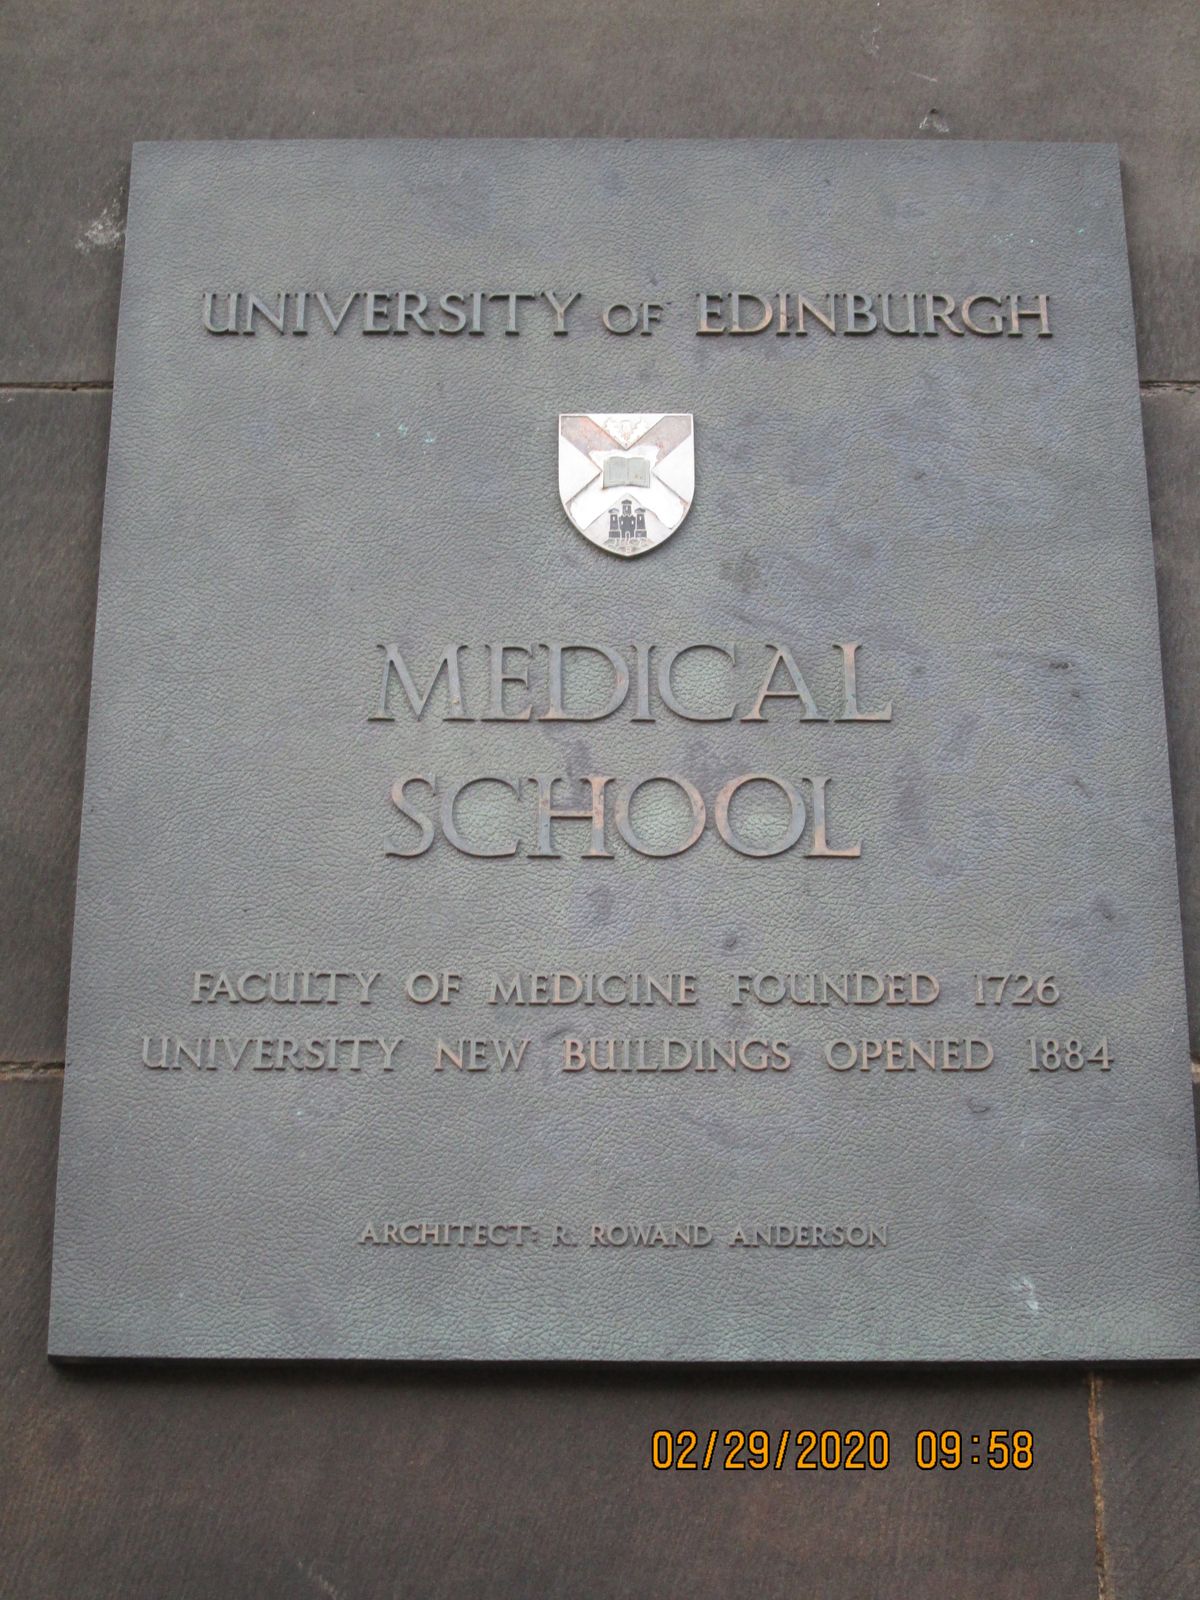 UNIVERSITY OF EDINBURGH
MEDICAL
SCHOOL
FACULTY OF MEDICINE FOUNDED 1726
UNIVERSITY NEW BUILDINGS OPENED 1884
ARCHITECT: R. ROWAND ANDERSON
02/29/2020 09:58